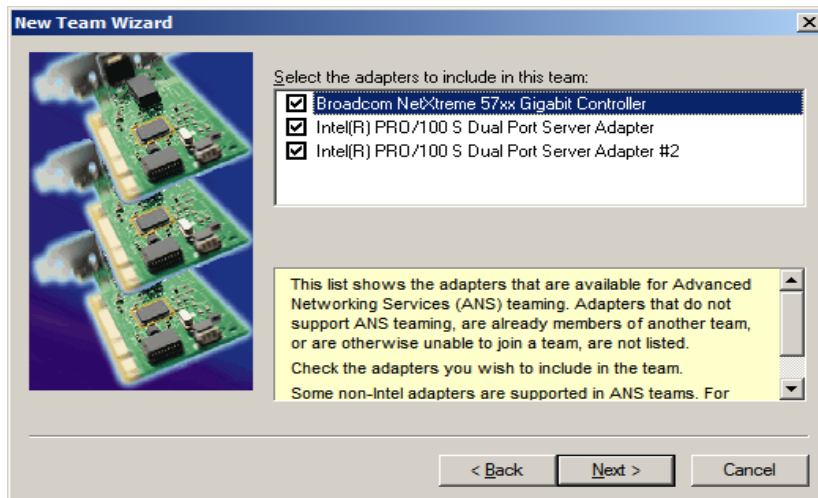 New Team Wizard
Select the adapters to include in this team:
Broadcom NetXtreme 57xx Gigabit Controller
Intel(R) PRO/100 S Dual Port Server Adapter
Intel(R) PRO/100 S Dual Port Server Adapter #2
This list shows the adapters that are available for Advanced
Networking Services (ANS) teaming. Adapters that do not
support ANS teaming, are already members of another team,
or are otherwise unable to join a team, are not listed.
Check the adapters you wish to include in the team.
Some non-Intel adapters are supported in ANS teams. For
< Back
Next >
Cancel